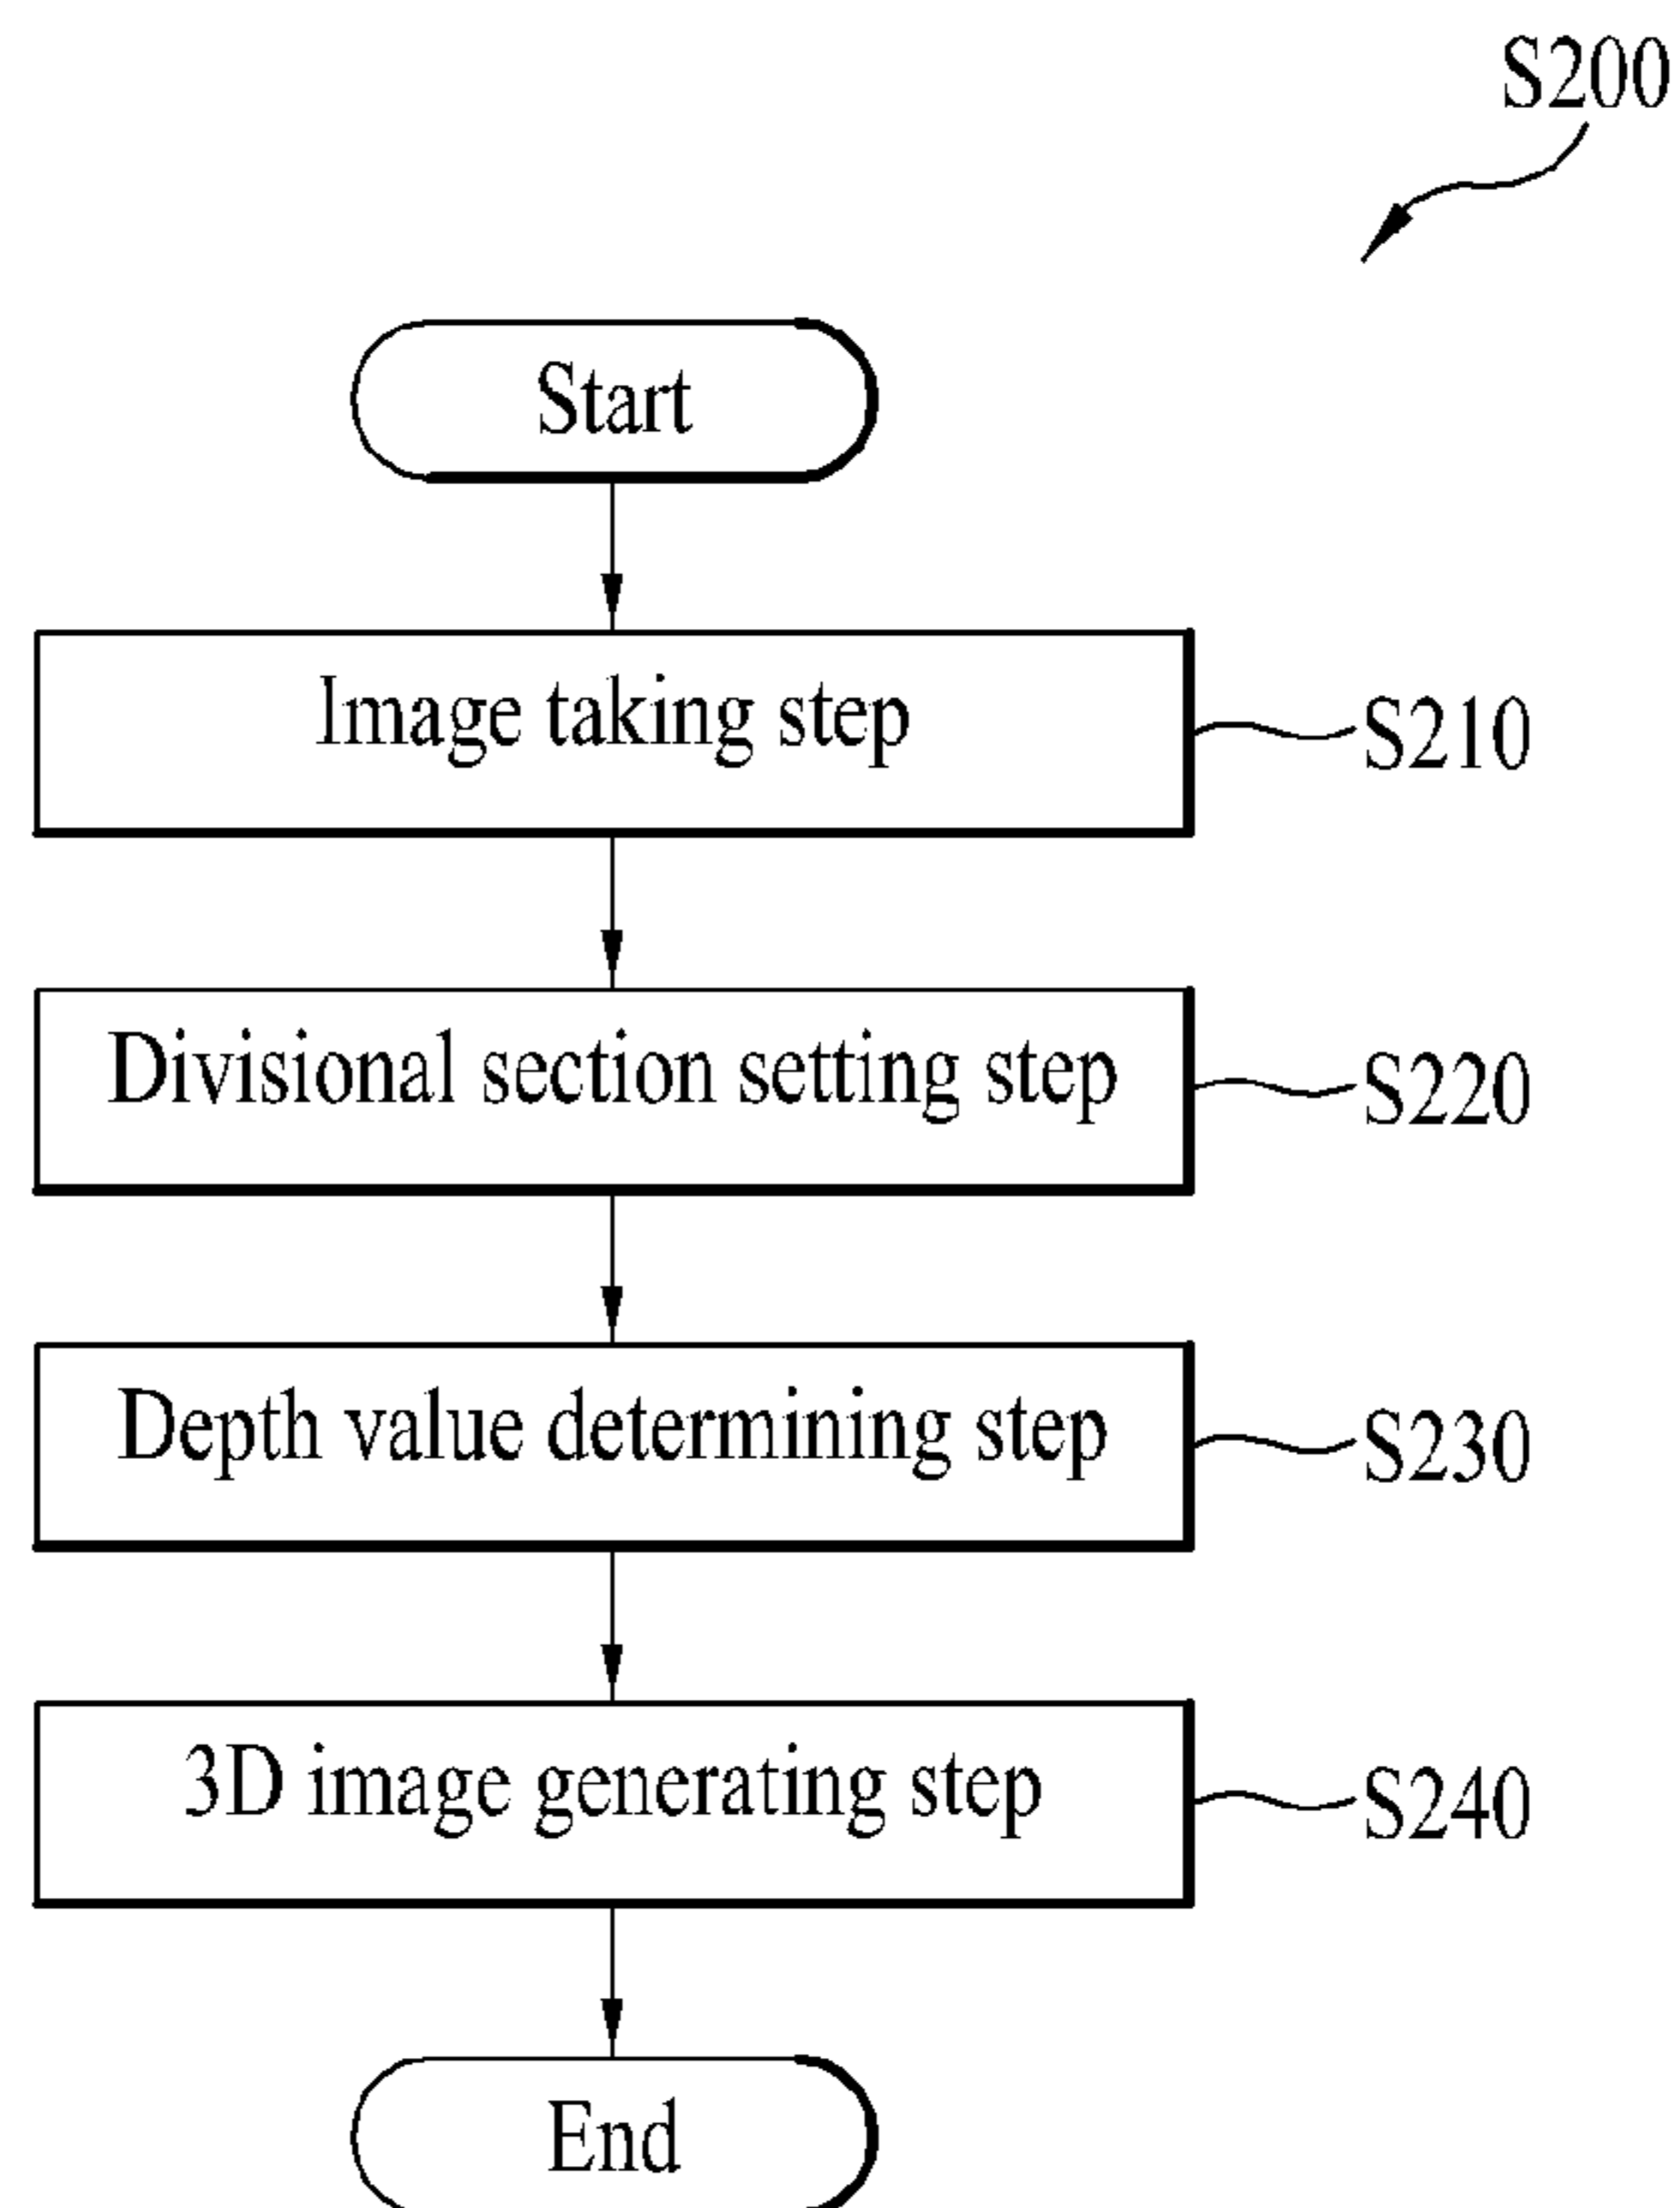 S200
Start
Image taking step
S210
Divisional section setting step
S220
Depth value determining step
S230
3D image generating step
S240
End